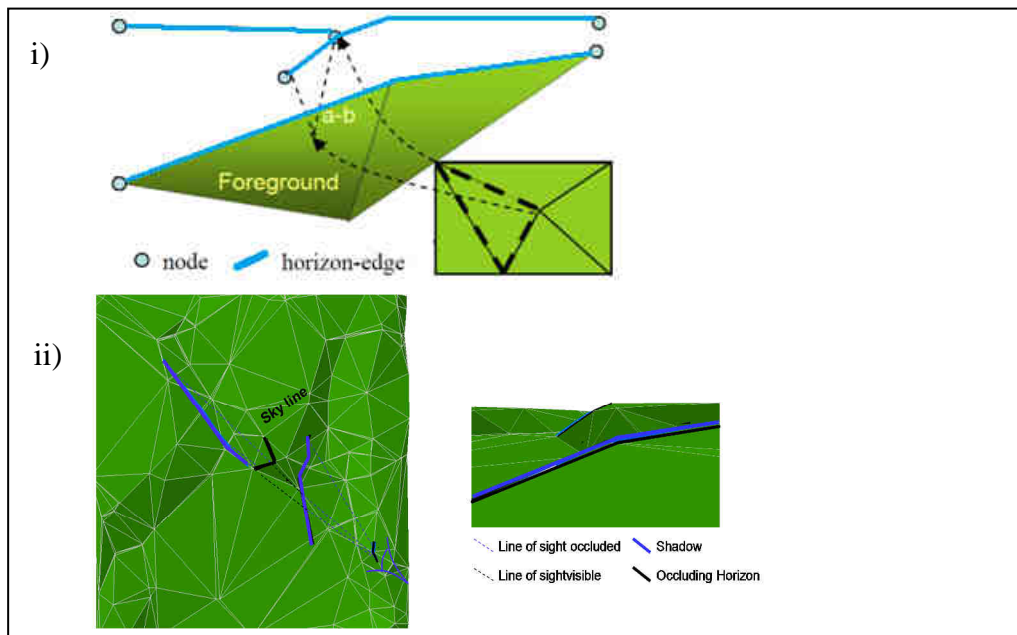 i)
a-b
Foreground
node horizon-edge
ii)
Sky line
Line of sight occluded Shadow
Line of sightvisible Occluding Horizon